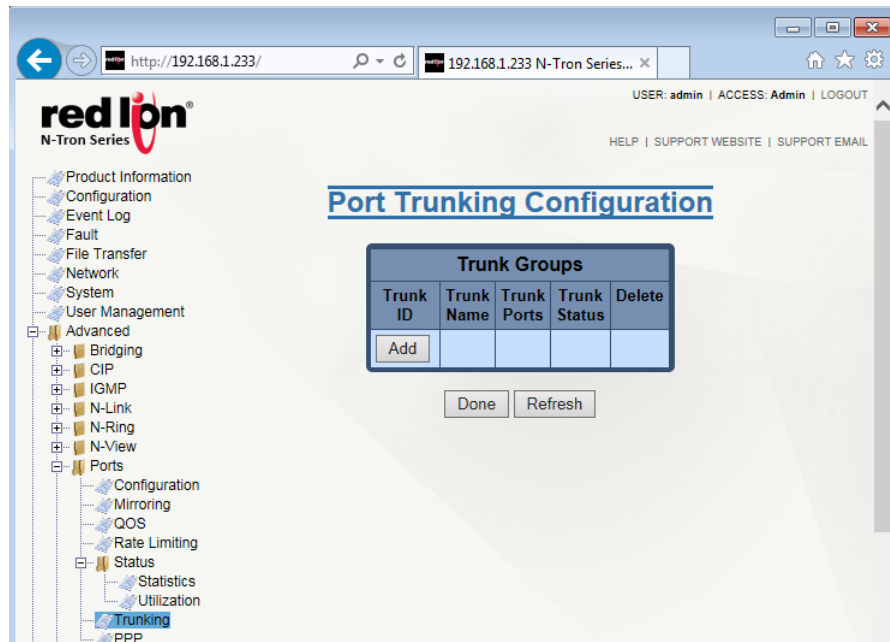 http://192.168.1.233/
192.168.1.233 N-Tron Series...
USER: admin | ACCESS: Admin | LOGOUT
red lion®
N-Tron Series
HELP | SUPPORT WEBSITE | SUPPORT EMAIL
Product Information
Configuration
Event Log
Fault
File Transfer
Network
System
User Management
Advanced
Bridging
CIP
IGMP
N-Link
N-Ring
N-View
Ports
Configuration
Mirroring
QOS
Rate Limiting
Status
Statistics
Utilization
Trunking
PPP
Port Trunking Configuration
Trunk Groups
Trunk ID Trunk Name Trunk Ports Trunk Status Delete
Add
Done Refresh